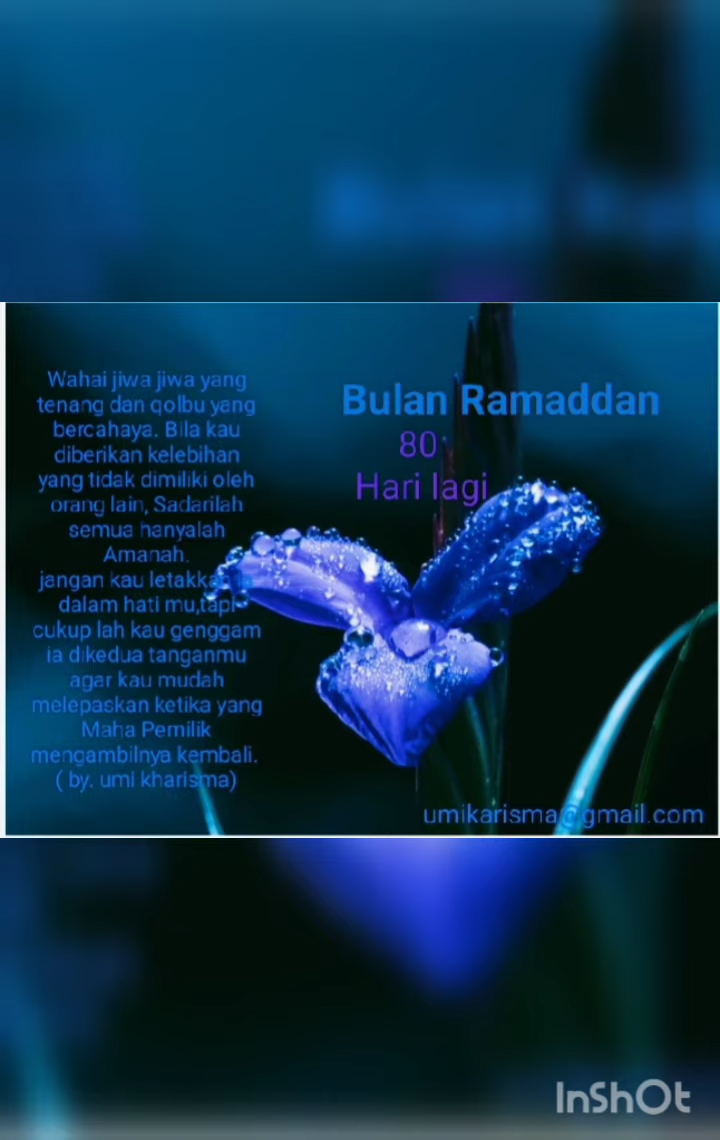 Wahai jiwa jiwa yang
tenang dan qolbu yang
bercahaya. Bila kau
diberikan kelebihan
yang tidak dimiliki oleh
orang lain, Sadarilah
semua hanyalah
Amanah.
jangan kau letakkan ia
dalam hati mu,tapi
cukup lah kau genggam
ia dikedua tanganmu
agar kau mudah
melepaskan ketika yang
Maha Pemilik
mengambilnya kembali.
( by. umi kharisma)
Bulan Ramaddan
80
Hari lagi
umikarisma@gmail.com
InShOt